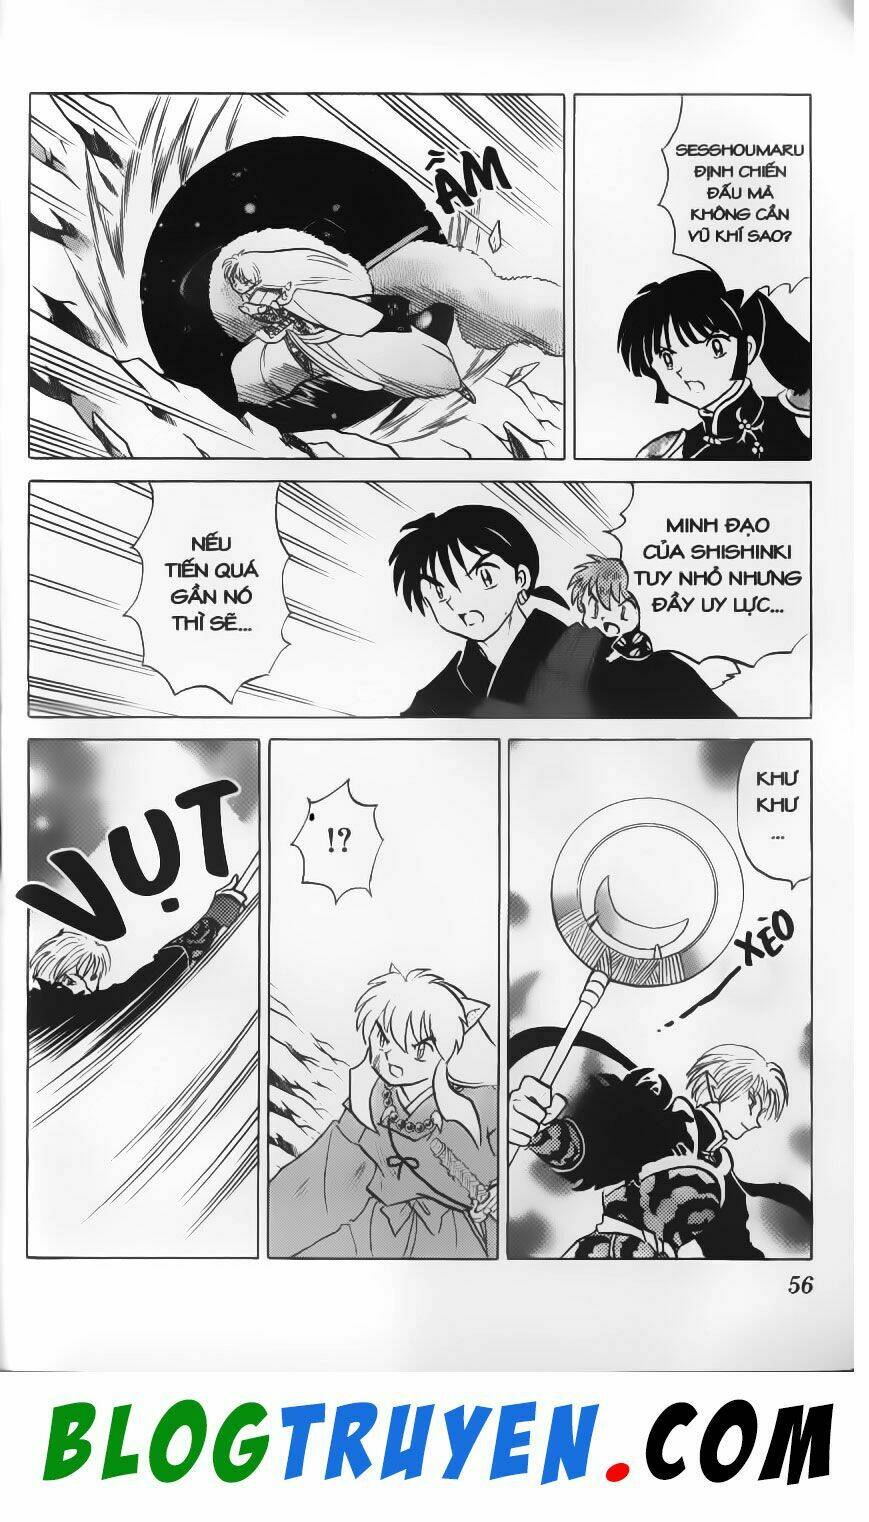 SESSHOUMARU
ĐỊNH CHIẾN
ĐẤU MÀ
KHÔNG CẦN
VŨ KHÍ SAO?
ẦM
MINH ĐẠO
CỦA SHISHINKI
TUY NHỎ NHƯNG
ĐẦY UY LỰC...
NẾU
TIẾN QUÁ
GẦN NÓ
THÌ SẼ...
KHƯ
KHƯ
...
XÈO
!?
VỤT
56
BLOGTRUYEN.COM